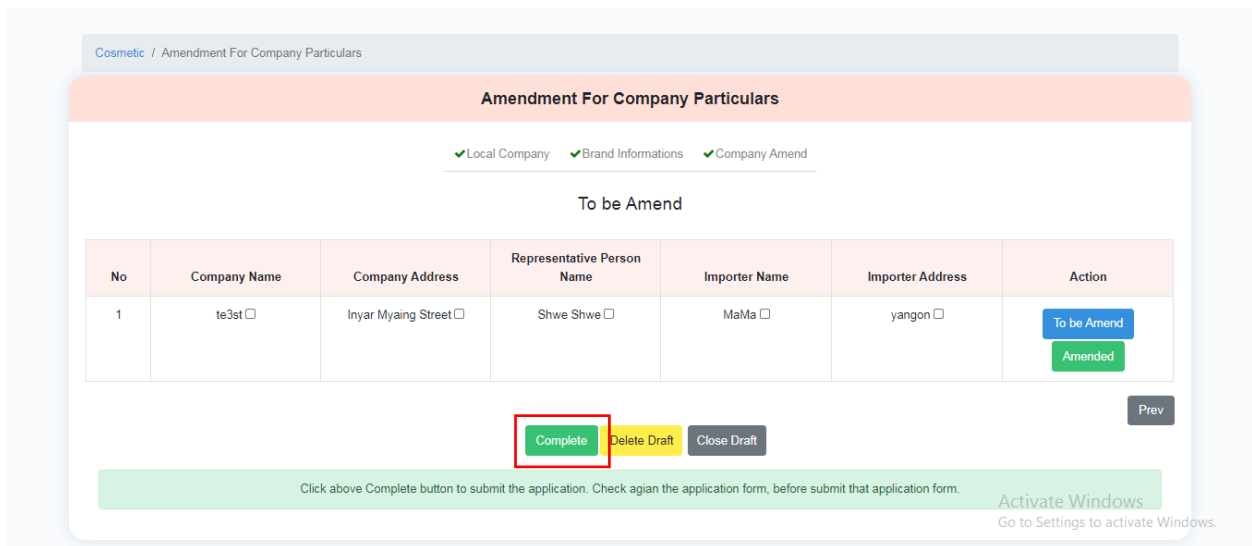 Cosmetic / Amendment For Company Particulars
Amendment For Company Particulars
Local Company Brand Informations Company Amend
To be Amend
No Company Name Company Address Representative Person Name Importer Name Importer Address Action
1 te3st Inyar Myaing Street Shwe Shwe MaMa yangon To be Amend
Amended
Prev
Complete Delete Draft Close Draft
Click above Complete button to submit the application. Check agian the application form, before submit that application form.
Activate Windows
Go to Settings to activate Windows.